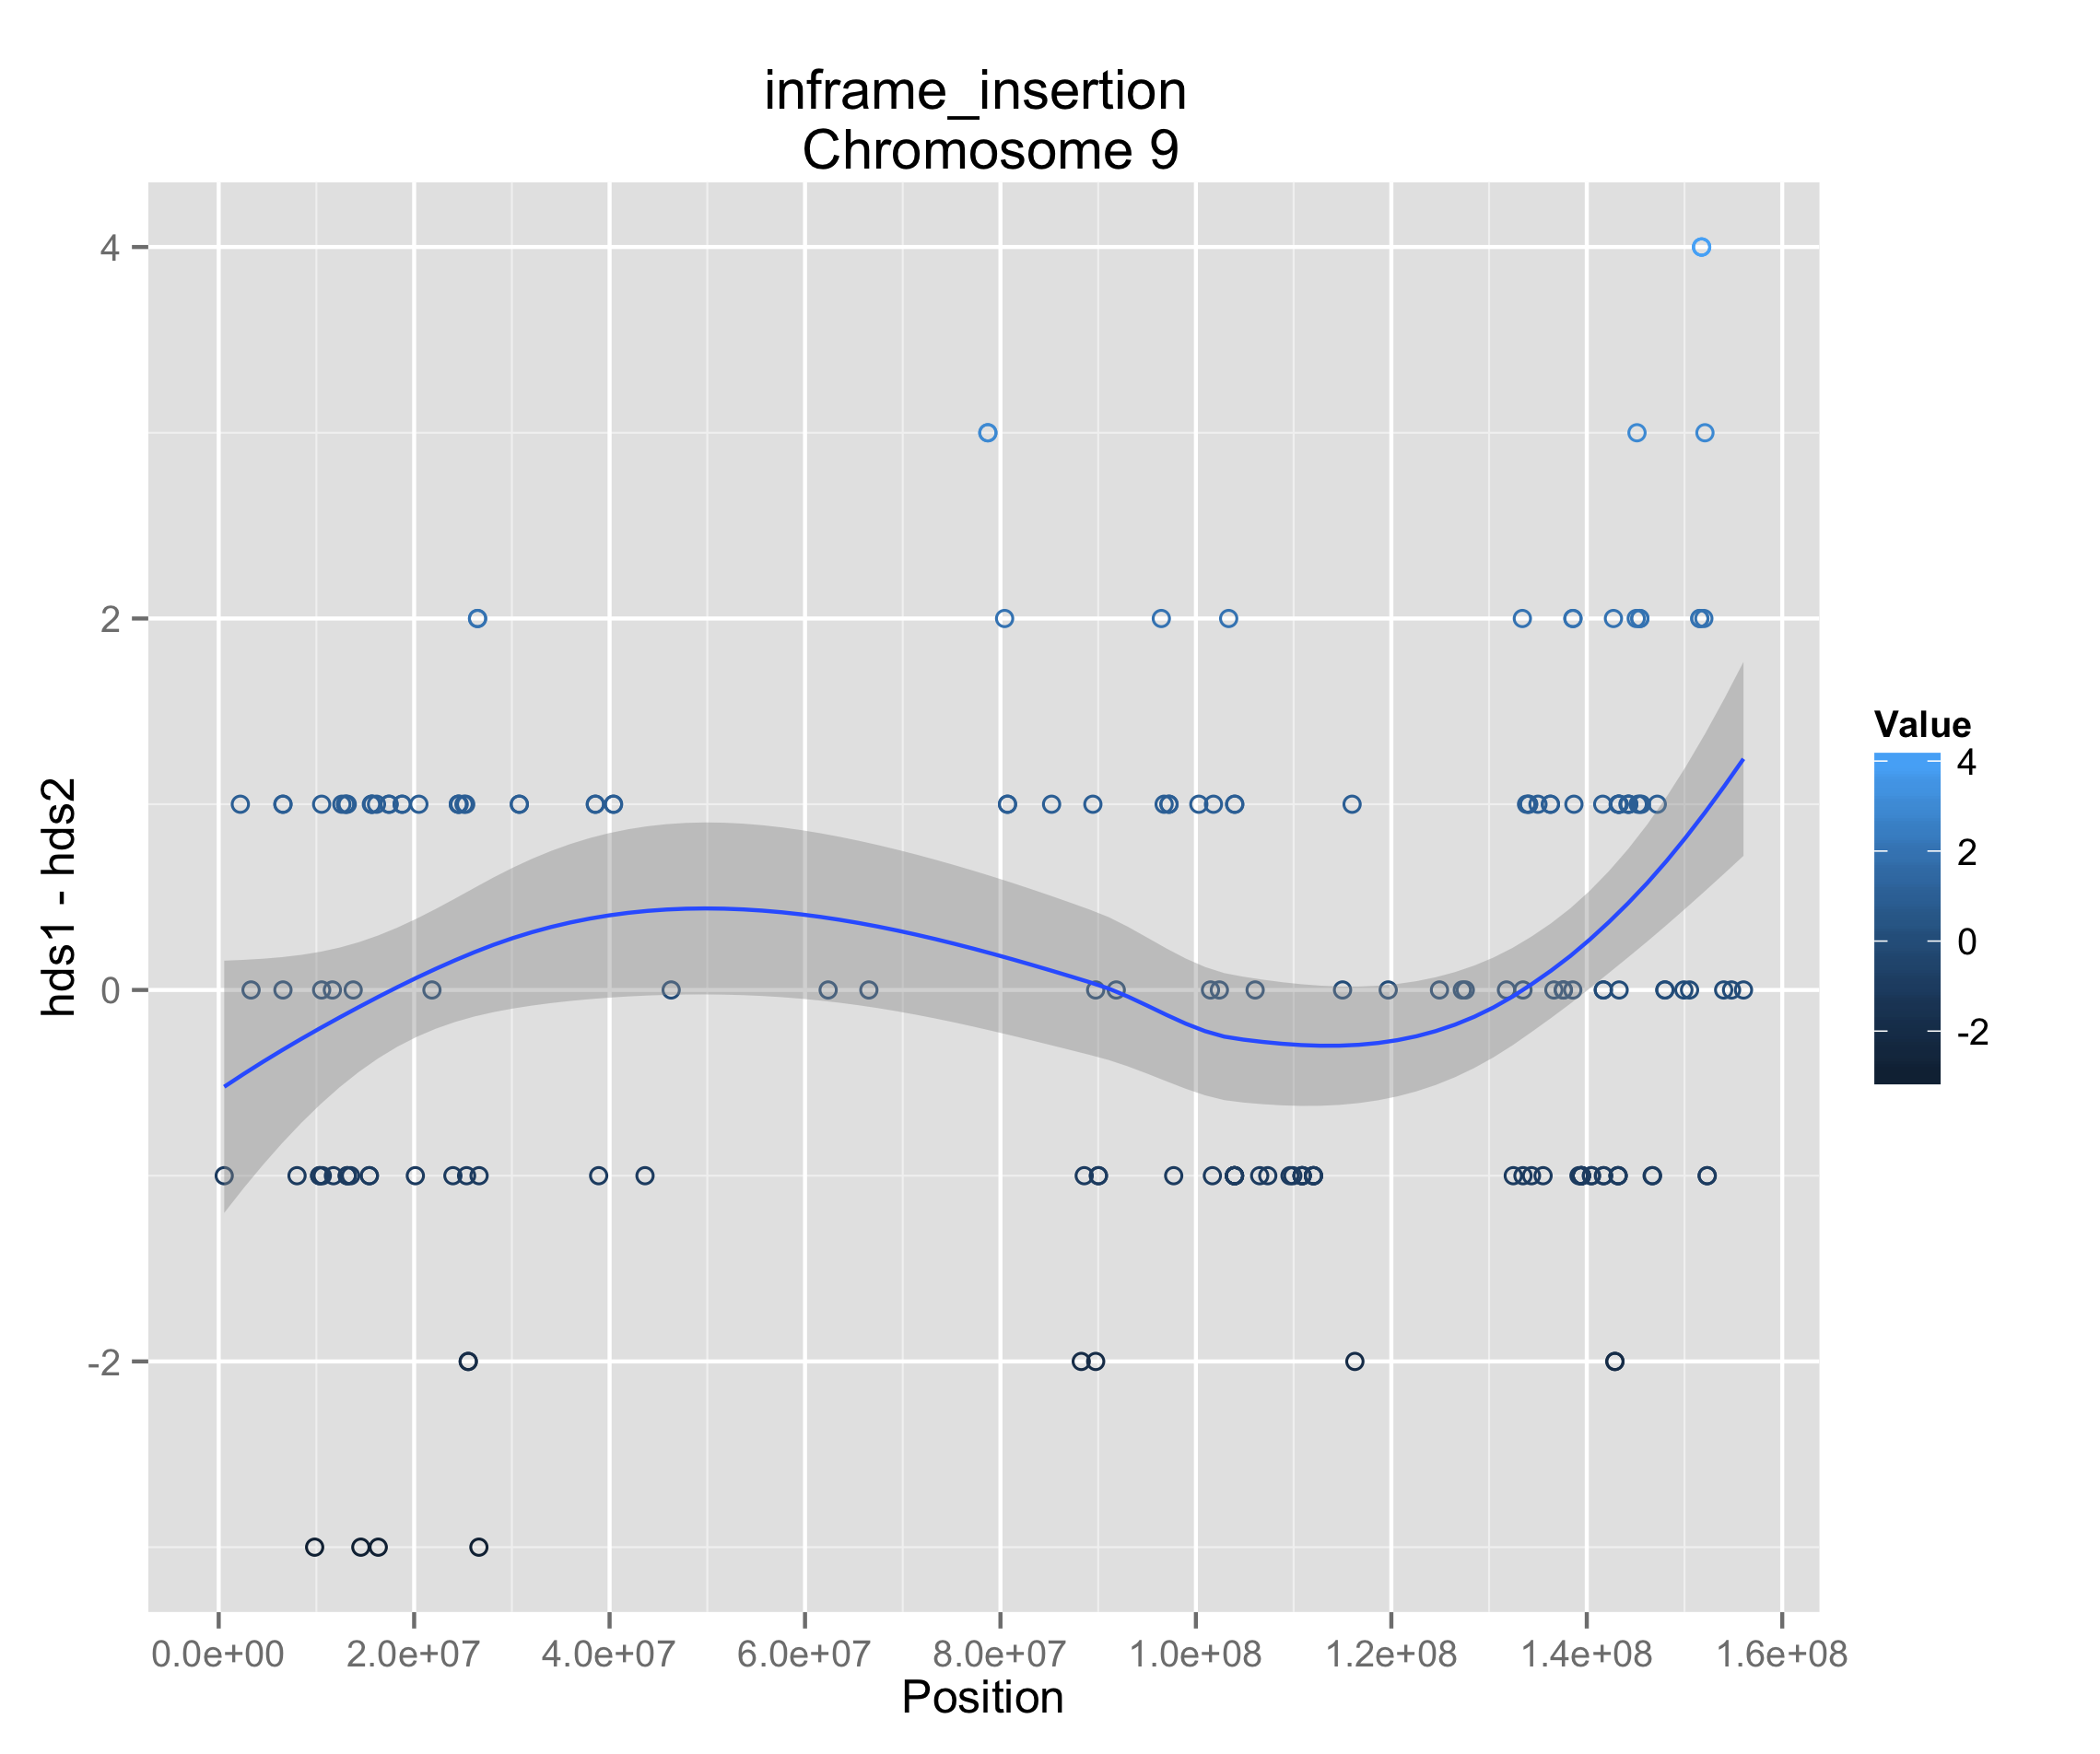 inframe_insertion
Chromosome 9
hds1 - hds2
4
2
0
-2
0.0e+00 2.0e+07 4.0e+07 6.0e+07 8.0e+07 1.0e+08 1.2e+08 1.4e+08 1.6e+08
Position
Value
4
2
0
-2